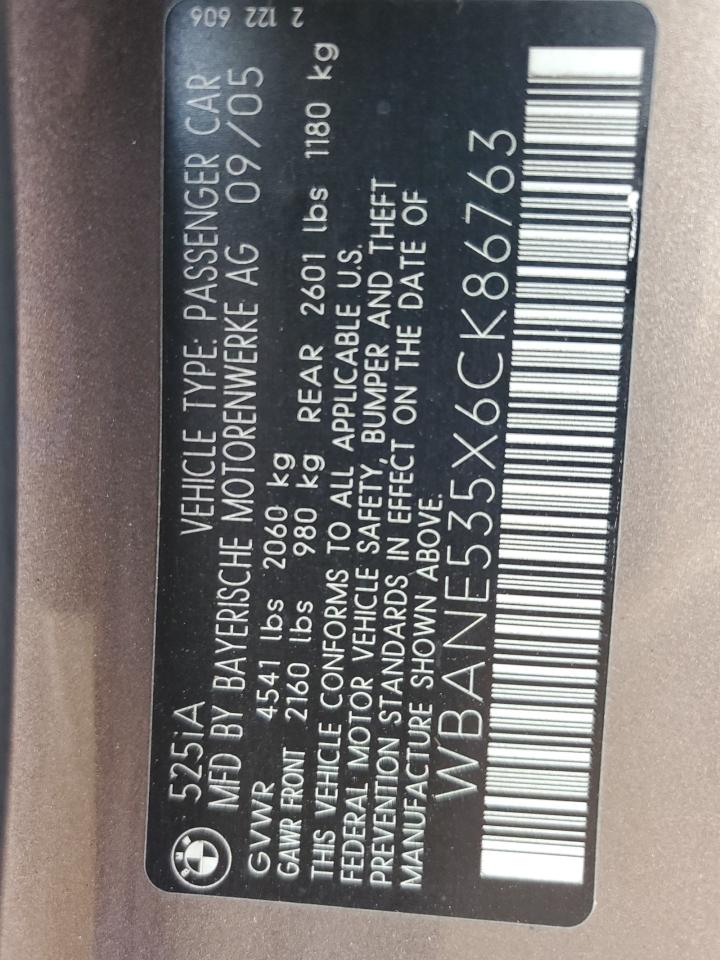 525iA VEHICLE TYPE: PASSENGER CAR 2 122 606
MFD BY BAYERISCHE MOTORENWERKE AG 09/05
GVWR 4541 lbs 2060 kg
GAWR FRONT 2160 lbs 980 kg REAR 2601 lbs 1180 kg
THIS VEHICLE CONFORMS TO ALL APPLICABLE U.S.
FEDERAL MOTOR VEHICLE SAFETY, BUMPER AND THEFT
PREVENTION STANDARDS IN EFFECT ON THE DATE OF
MANUFACTURE SHOWN ABOVE.
WBANE535X6CK86763